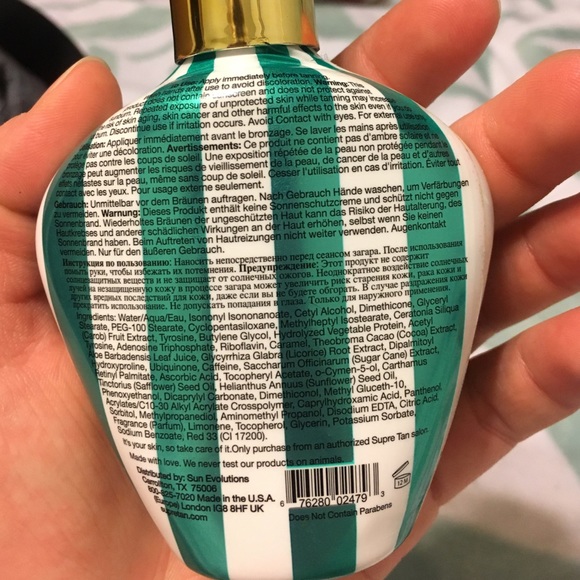 Apply immediately before tanning.
hands after use to avoid discoloration. Warning: This
product does not contain sunscreen and does not protect against
Repeated exposure of unprotected skin while tanning may increase
of skin aging, skin cancer and other harmful effects to the skin even if you do
Discontinue use if irritation occurs. Avoid Contact with eyes. For external use only.
Appliquer immédiatement avant le bronzage. Se laver les mains après utilisation
éviter une décoloration. Avertissements: Ce produit ne contient pas d'ambre solaire et ne
pas contre les coups de soleil. Une exposition répétée de la peau non protégée pendant le
peut augmenter les risques de vieillissement de la peau, de cancer de la peau et d'autres
néfastes sur la peau, même sans coup de soleil. Cesser l'utilisation en cas d'irritation. Éviter tout
contact avec les yeux. Pour usage externe seulement.
Gebrauch: Unmittelbar vor dem Bräunen auftragen. Nach Gebrauch Hände waschen, um Verfärbungen
zu vermeiden. Warnung: Dieses Produkt enthält keine Sonnenschutzcreme und schützt nicht gegen
Sonnenbrand. Wiederholtes Bräunen der ungeschützten Haut kann das Risiko der Hautalterung, des
Hautkrebses und anderer schädlichen Wirkungen an der Haut erhöhen, selbst wenn Sie keinen
Sonnenbrand haben. Beim Auftreten von Hautreizungen nicht weiter verwenden. Augenkontakt
vermeiden. Nur für den äußeren Gebrauch.
Инструкция по пользованию: Наносить непосредственно перед сеансом загара. После использования
помыть руки, чтобы избежать их потемнения. Предупреждение: Этот продукт не содержит
солнцезащитных веществ и не защищает от солнечных ожогов. Неоднократное воздействие солнечных
лучей на незащищенную кожу в процессе загара может увеличить риск старения кожи, рака кожи и
других вредных последствий для кожи, даже если вы не будете обгорать. В случае раздражения кожи
прекратить использование. Не допускать попадания в глаза. Только для наружного применения.
Ingredients: Water/Aqua/Eau, Isononyl Isononanoate, Cetyl Alcohol, Dimethicone, Glyceryl
Stearate, PEG-100 Stearate, Cyclopentasiloxane, Methylheptyl Isostearate, Ceratonia Siliqua
(Carob) Fruit Extract, Tyrosine, Butylene Glycol, Hydrolyzed Vegetable Protein, Acetyl
Tyrosine, Adenosine Triphosphate, Riboflavin, Caramel, Theobroma Cacao (Cocoa) Extract,
Aloe Barbadensis Leaf Juice, Glycyrrhiza Glabra (Licorice) Root Extract, Dipalmitoyl
Hydroxyproline, Ubiquinone, Caffeine, Saccharum Officinarum (Sugar Cane) Extract,
Retinyl Palmitate, Ascorbic Acid, Tocopheryl Acetate, o-Cymen-5-ol, Carthamus
Tinctorius (Safflower) Seed Oil, Helianthus Annuus (Sunflower) Seed Oil,
Phenoxyethanol, Dicaprylyl Carbonate, Dimethiconol, Methyl Gluceth-10,
Acrylates/C10-30 Alkyl Acrylate Crosspolymer, Caprylhydroxamic Acid, Panthenol
Sorbitol, Methylpropanediol, Aminomethyl Propanol, Disodium EDTA, Citric Acid,
Fragrance (Parfum), Limonene, Tocopherol, Glycerin, Potassium Sorbate,
Sodium Benzoate, Red 33 (CI 17200).
It's your skin, so take care of it.Only purchase from an authorized Supre Tan salon.
Made with love. We never test our products on animals.
Distributed by: Sun Evolutions
Carrollton, TX 75006
800-825-7020 Made in the U.S.A.
(Europe) London IG8 8HF UK
supretan.com
12 M
6 76280 02479 3
Does Not Contain Parabens